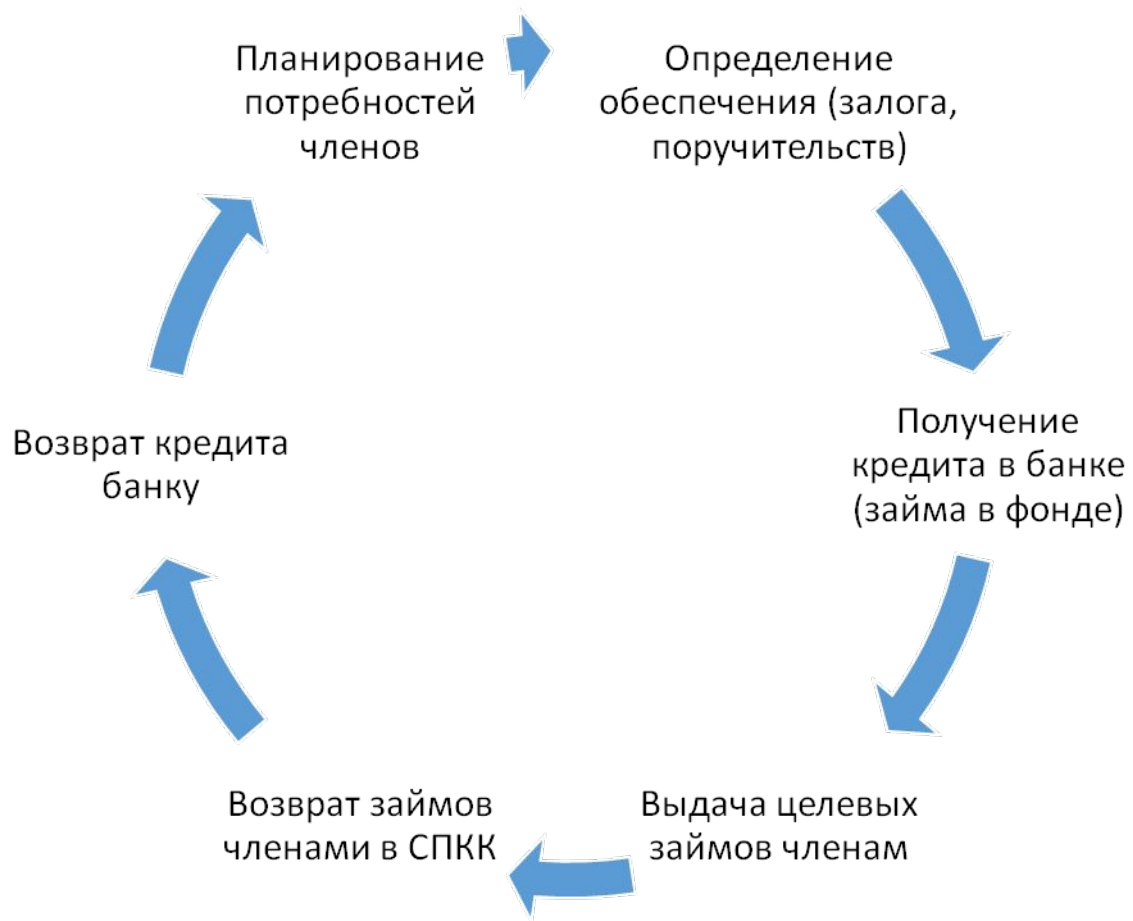 Планирование
потребностей
членов
Определение
обеспечения (залога,
поручительств)
Получение
кредита в банке
(займа в фонде)
Выдача целевых
займов членам
Возврат займов
членами в СПКК
Возврат кредита
банку